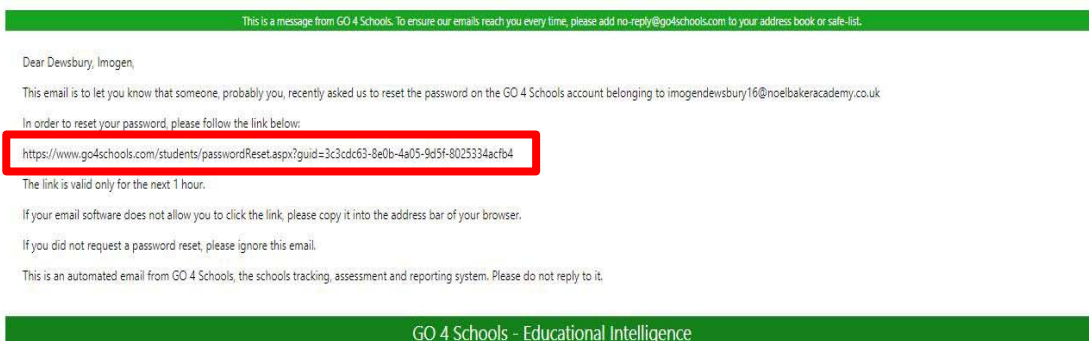 This is a message from GO 4 Schools. To ensure our emails reach you every time, please add no-reply@go4schools.com to your address book or safe-list.
Dear Dewsbury, Imogen,
This email is to let you know that someone, probably you, recently asked us to reset the password on the GO 4 Schools account belonging to imogendewsbury16@noelbakeracademy.co.uk
In order to reset your password, please follow the link below:
https://www.go4schools.com/students/passwordReset.aspx?guid=3c3cdc63-8e0b-4a05-9d5f-8025334acfb4
The link is valid only for the next 1 hour.
If your email software does not allow you to click the link, please copy it into the address bar of your browser.
If you did not request a password reset, please ignore this email.
This is an automated email from GO 4 Schools, the schools tracking, assessment and reporting system. Please do not reply to it.
GO 4 Schools - Educational Intelligence